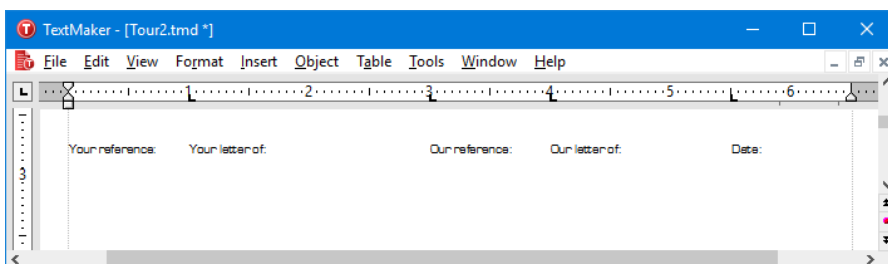 TextMaker - [Tour2.tmd *]
File Edit View Format Insert Object Table Tools Window Help
1 2 3 4 5 6
Your reference: Your letter of: Our reference: Our letter of: Date:
3